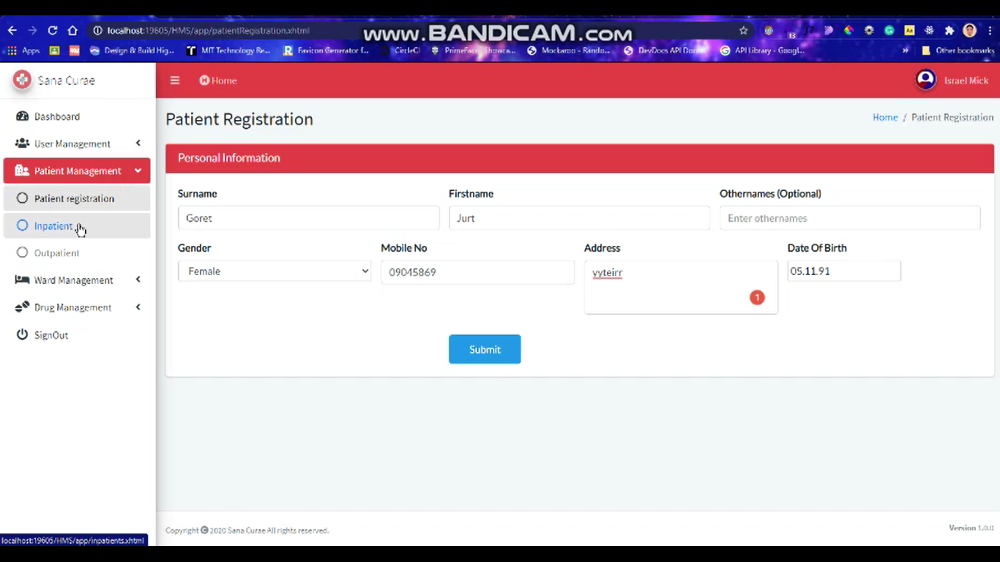 localhost:19605/HMS/app/patientRegistration.xhtml
www.BANDICAM.com
13
Apps
Design & Build Hig...
MIT Technology Re...
Favicon Generator f...
CircleCI
PrimeFaces Showca...
Mockaroo - Rando...
DevDocs API Docu...
API Library - Googl...
»
Other bookmarks
Sana Curae
Home
Israel Mick
Dashboard
User Management
Patient Management
Patient registration
Inpatient
Outpatient
Ward Management
Drug Management
SignOut
Patient Registration
Home / Patient Registration
Personal Information
Surname
Firstname
Othernames (Optional)
Goret
Jurt
Enter othernames
Gender
Mobile No
Address
Date Of Birth
Female
09045869
yyteirr
05.11.91
1
Submit
Copyright © 2020 Sana Curae All rights reserved.
Version 1.0.0
localhost:19605/HMS/app/inpatients.xhtml